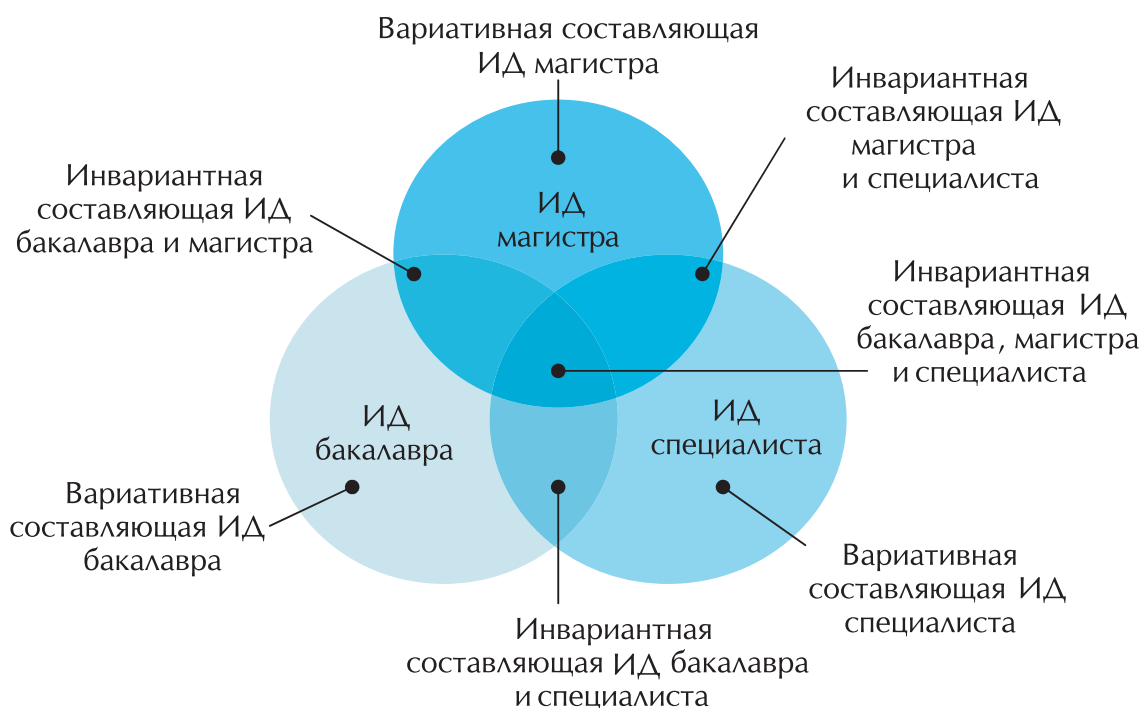 Вариативная составляющая
ИД магистра
Инвариантная
составляющая ИД
магистра
и специалиста
Инвариантная
составляющая ИД
бакалавра и магистра
ИД
магистра
Инвариантная
составляющая ИД
бакалавра, магистра
и специалиста
ИД
бакалавра
ИД
специалиста
Вариативная
составляющая ИД
бакалавра
Вариативная
составляющая ИД
специалиста
Инвариантная
составляющая ИД бакалавра
и специалиста